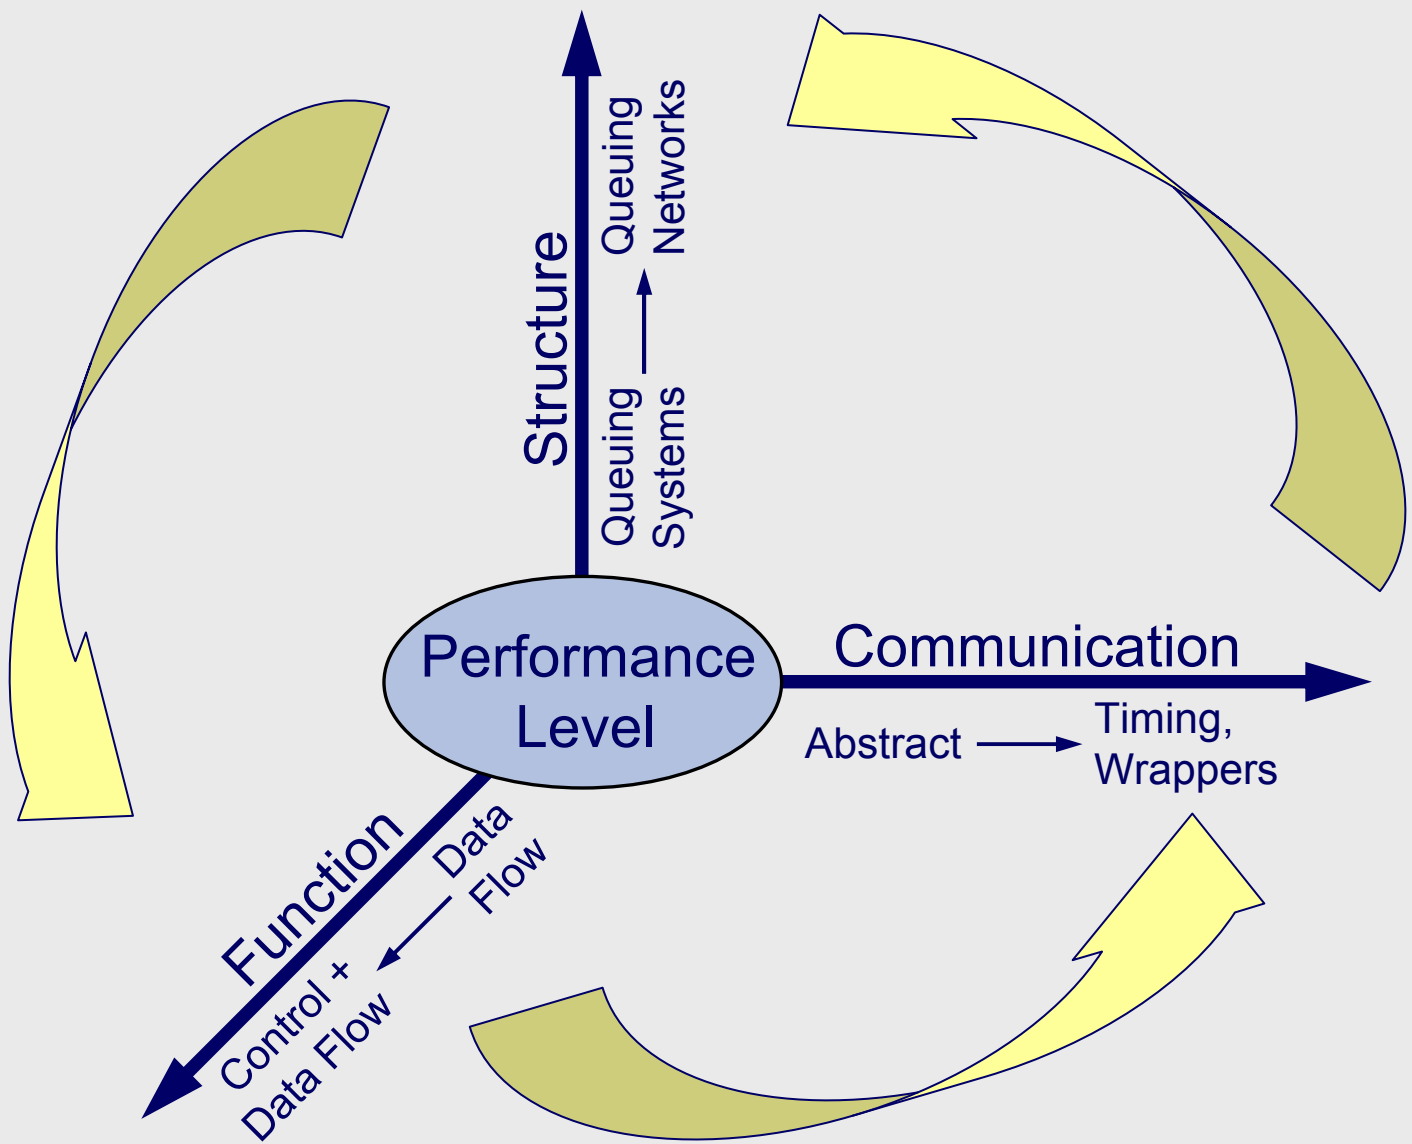 Structure
Queuing
Networks
Queuing
Systems
Performance
Level
Communication
Abstract
Timing,
Wrappers
Function
Data
Flow
Control +
Data Flow